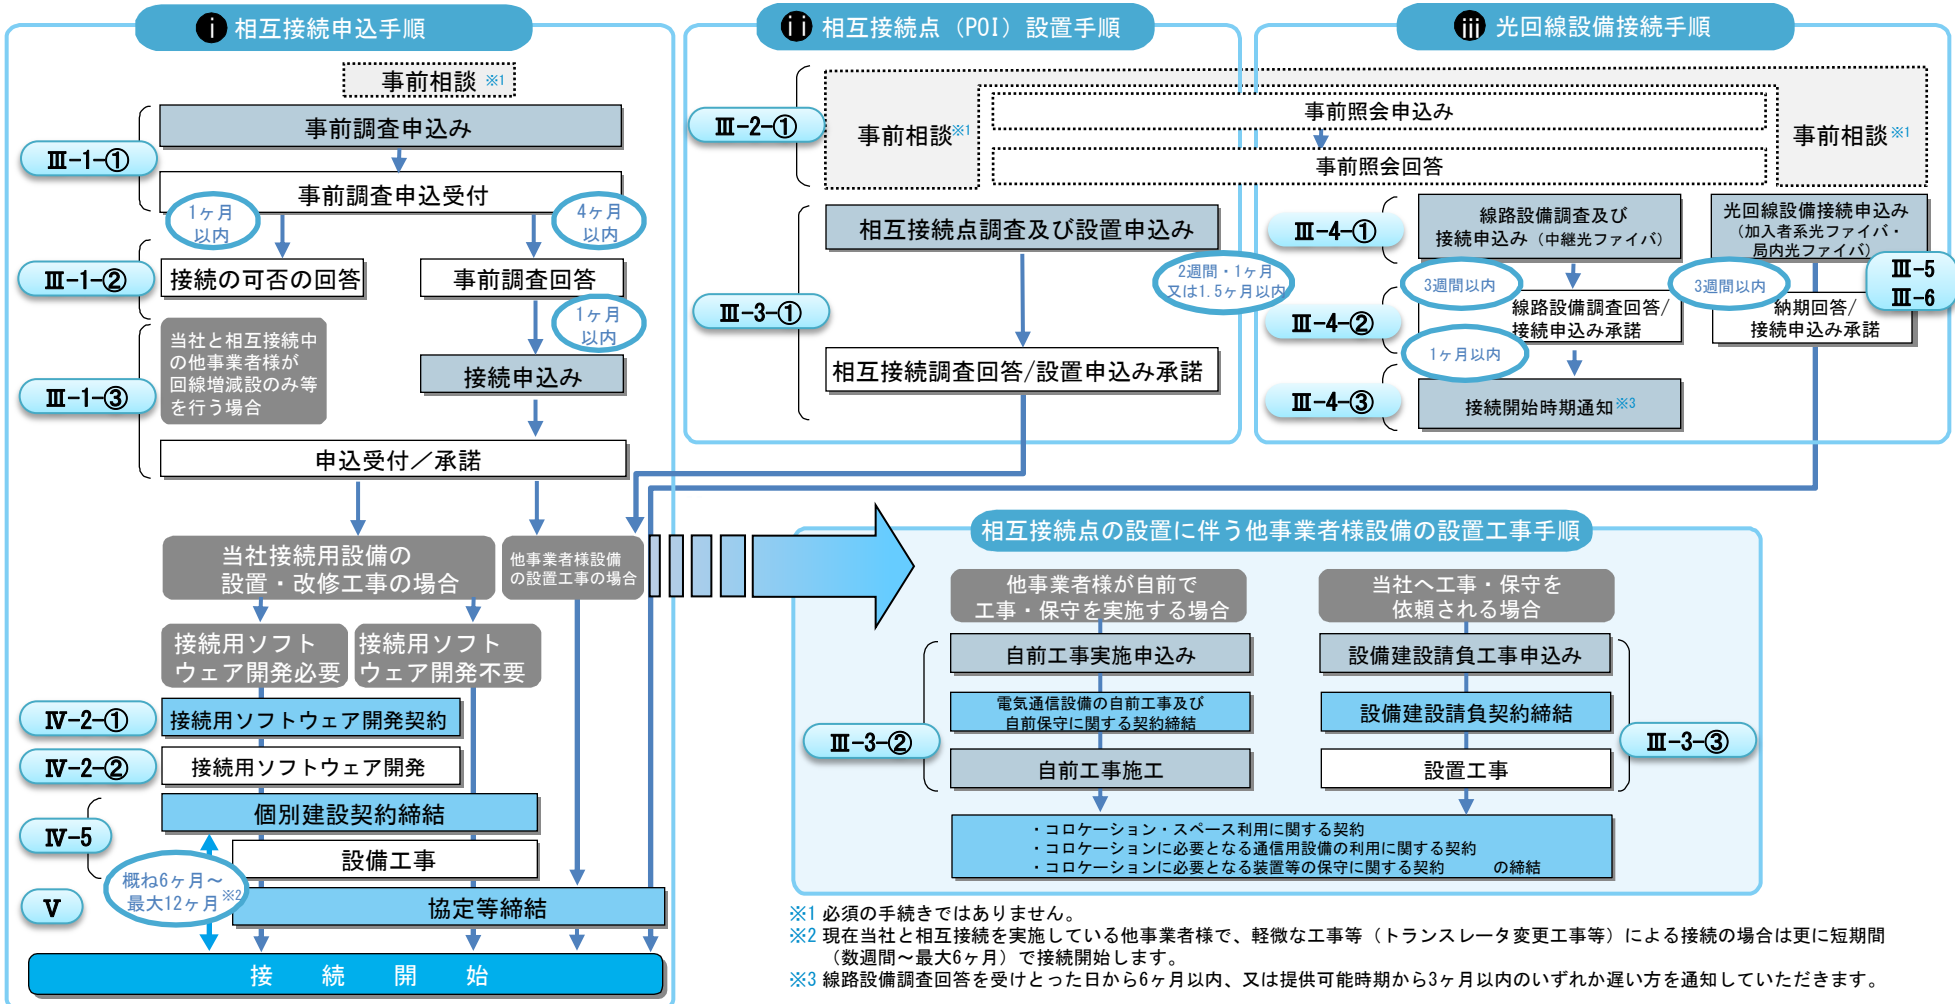 ⅰ 相互接続申込手順
事前相談 ※1
Ⅲ-1-①
事前調査申込み
事前調査申込受付
1ヶ月
以内
4ヶ月
以内
Ⅲ-1-②
接続の可否の回答
事前調査回答
1ヶ月
以内
Ⅲ-1-③
当社と相互接続中
の他事業者様が
回線増減設のみ等
を行う場合
接続申込み
申込受付／承諾
当社接続用設備の
設置・改修工事の場合
他事業者様設備
の設置工事の場合
接続用ソフト
ウェア開発必要
接続用ソフト
ウェア開発不要
Ⅳ-2-①
接続用ソフトウェア開発契約
Ⅳ-2-②
接続用ソフトウェア開発
Ⅳ-5
個別建設契約締結
設備工事
概ね6ヶ月～
最大12ヶ月※2
Ⅴ
協定等締結
接　続　開　始
ⅱ 相互接続点（POI）設置手順
Ⅲ-2-①
事前相談※1
事前照会申込み
事前照会回答
事前相談※1
相互接続点調査及び設置申込み
2週間・1ヶ月
又は1.5ヶ月以内
Ⅲ-3-①
相互接続調査回答/設置申込み承諾
ⅲ 光回線設備接続手順
Ⅲ-4-①
線路設備調査及び
接続申込み（中継光ファイバ）
光回線設備接続申込み
（加入者系光ファイバ・
局内光ファイバ）
Ⅲ-5
Ⅲ-6
3週間以内
3週間以内
Ⅲ-4-②
線路設備調査回答/
接続申込み承諾
納期回答/
接続申込み承諾
1ヶ月以内
Ⅲ-4-③
接続開始時期通知※3
相互接続点の設置に伴う他事業者様設備の設置工事手順
他事業者様が自前で
工事・保守を実施する場合
当社へ工事・保守を
依頼される場合
自前工事実施申込み
設備建設請負工事申込み
電気通信設備の自前工事及び
自前保守に関する契約締結
設備建設請負契約締結
Ⅲ-3-②
Ⅲ-3-③
自前工事施工
設置工事
・コロケーション・スペース利用に関する契約
・コロケーションに必要となる通信用設備の利用に関する契約
・コロケーションに必要となる装置等の保守に関する契約　　　の締結
※1 必須の手続きではありません。
※2 現在当社と相互接続を実施している他事業者様で、軽微な工事等（トランスレータ変更工事等）による接続の場合は更に短期間
（数週間～最大6ヶ月）で接続開始します。
※3 線路設備調査回答を受けとった日から6ヶ月以内、又は提供可能時期から3ヶ月以内のいずれか遅い方を通知していただきます。